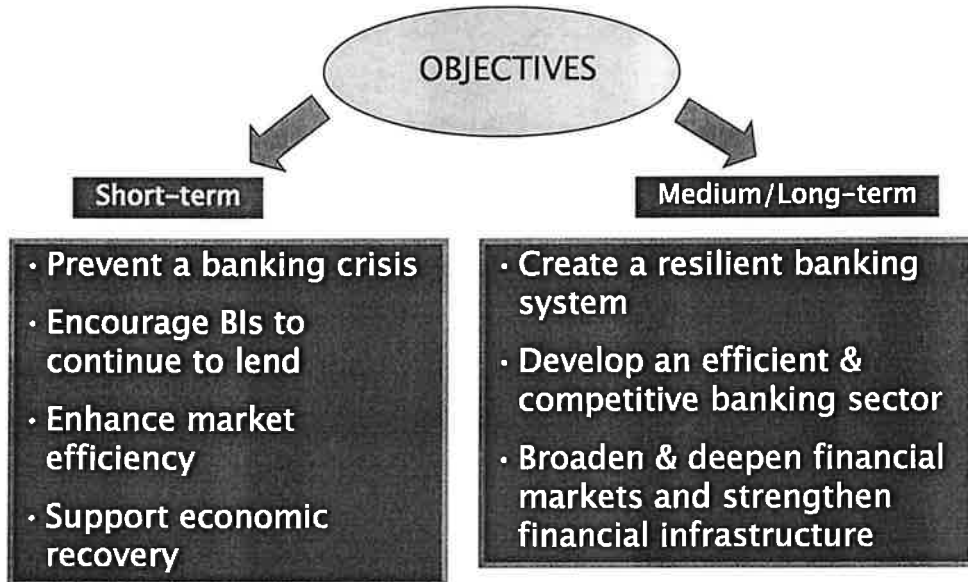 OBJECTIVES
Short-term
· Prevent a banking crisis
· Encourage BIs to
continue to lend
· Enhance market
efficiency
· Support economic
recovery
Medium/Long-term
· Create a resilient banking
system
· Develop an efficient &
competitive banking sector
· Broaden & deepen financial
markets and strengthen
financial infrastructure